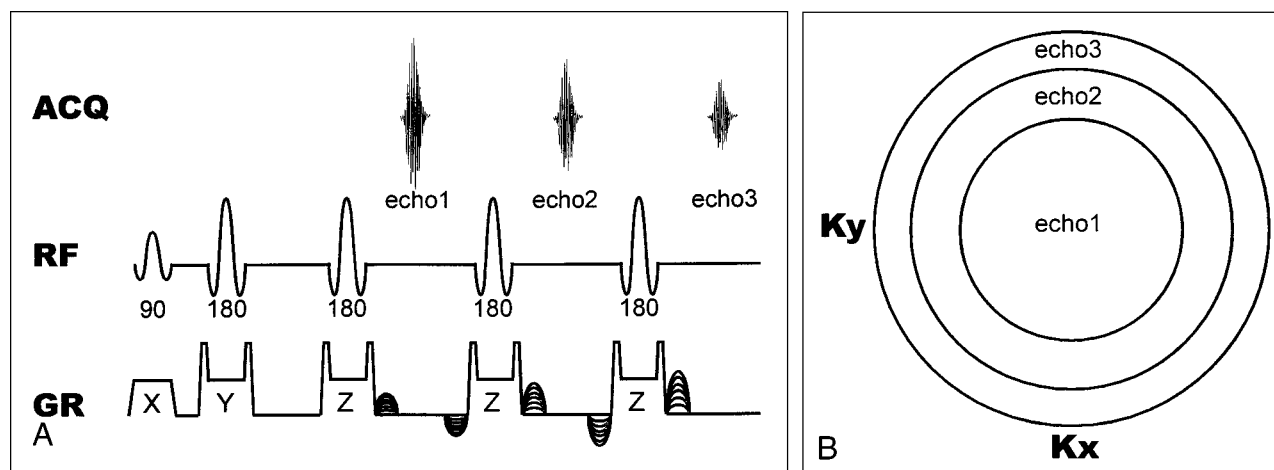 ACQ
echo1 echo2 echo3
RF
90 180 180 180 180
GR X Y Z Z Z
A
echo3
echo2
echo1
Ky
Kx
B